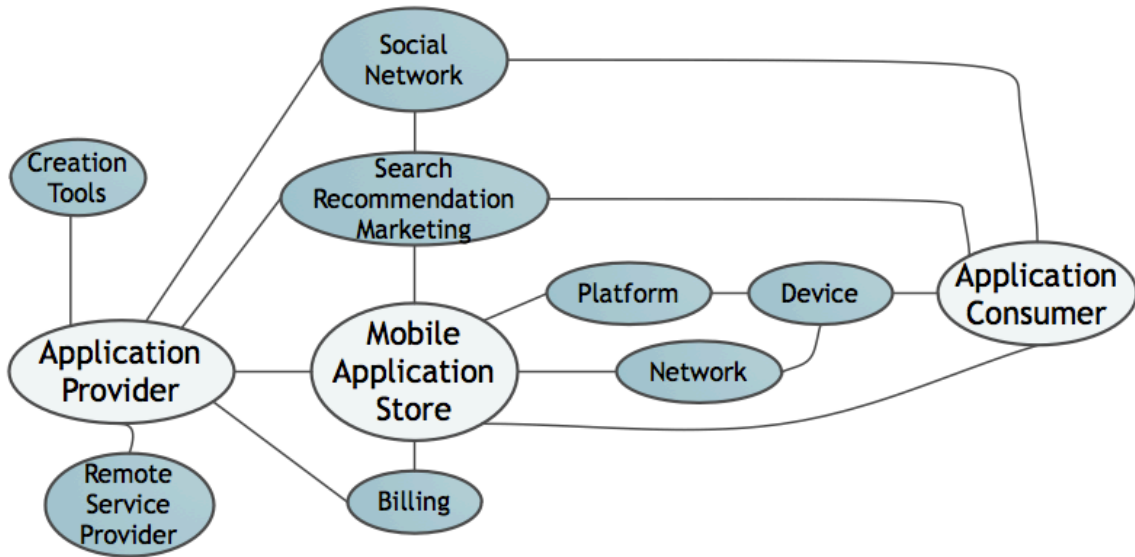 Social
Network
Creation
Tools
Search
Recommendation
Marketing
Platform
Device
Application
Consumer
Application
Provider
Mobile
Application
Store
Network
Remote
Service
Provider
Billing